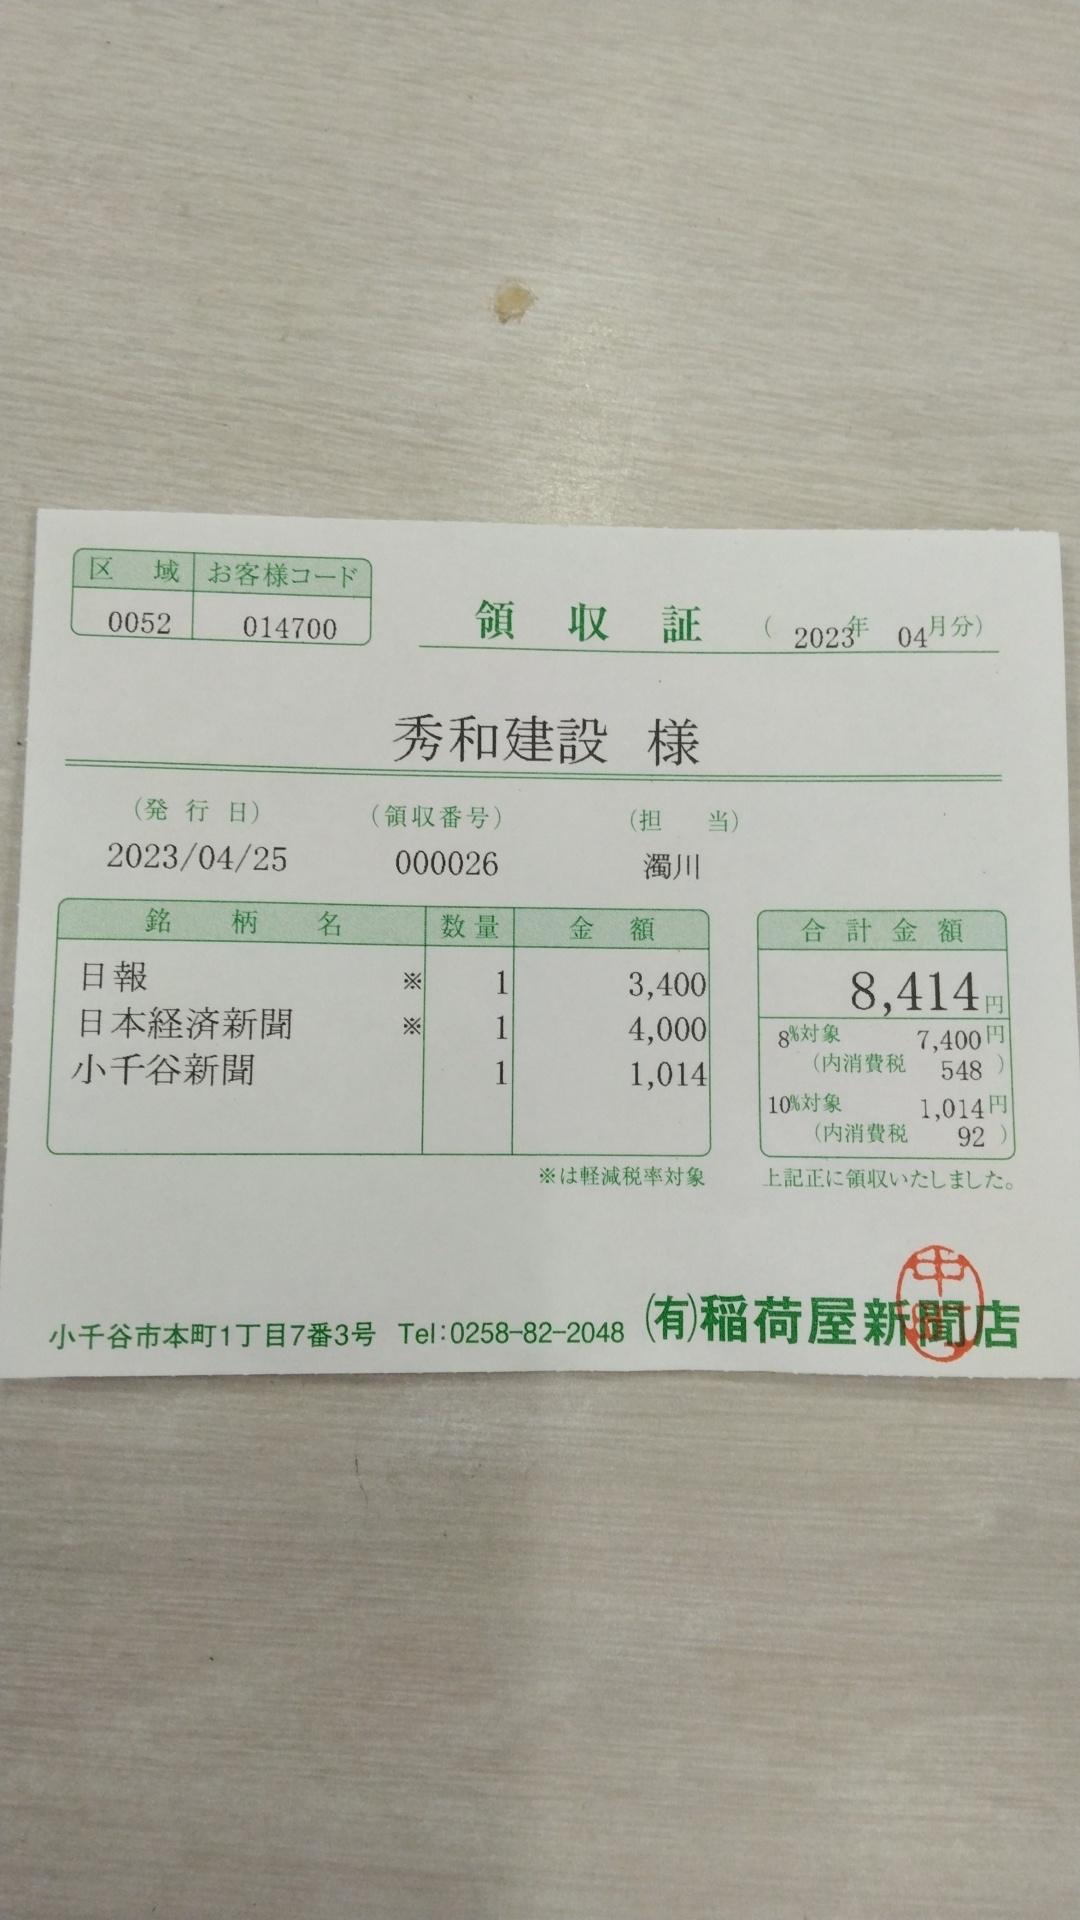 区域 お客様コード
0052 014700
領収証 (2023年 04月分)
秀和建設 様
(発行日) (領収番号) (担当)
2023/04/25 000026 濁川
銘柄名 数量 金額
日報 ※ 1 3,400
日本経済新聞 ※ 1 4,000
小千谷新聞 1 1,014
※は軽減税率対象
合計金額
8,414円
8%対象 7,400円
(内消費税 548)
10%対象 1,014円
(内消費税 92)
上記正に領収いたしました。
小千谷市本町1丁目7番3号 Tel:0258-82-2048 (有)稲荷屋新聞店